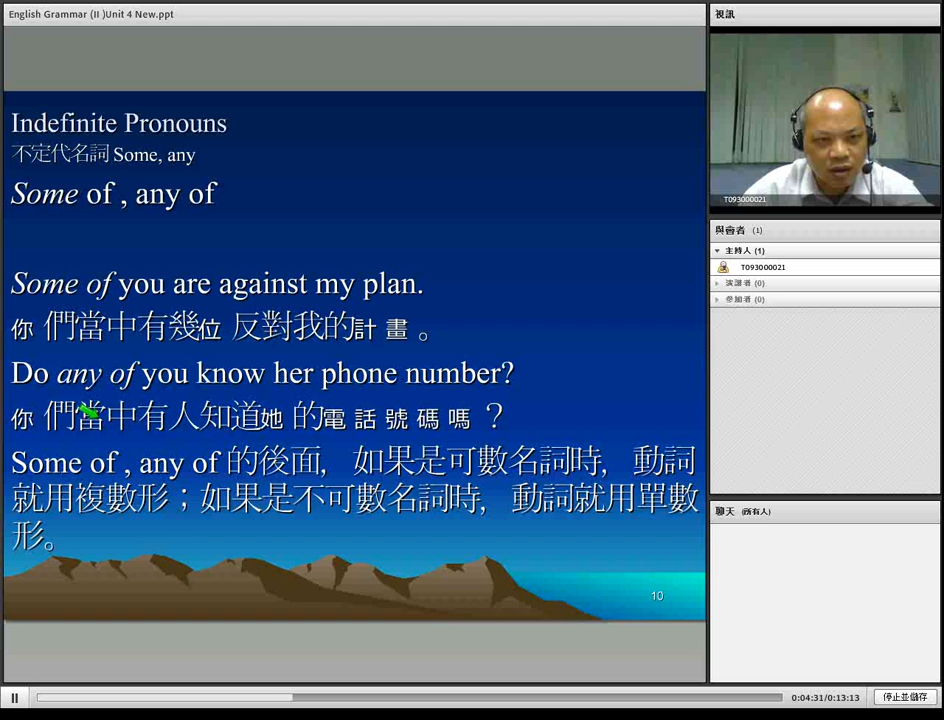 English Grammar (II )Unit 4 New.ppt
Indefinite Pronouns
不定代名詞 Some, any
Some of , any of
Some of you are against my plan.
你 們當中有幾位 反對我的計 畫 。
Do any of you know her phone number?
你 們當中有人知道她 的電 話 號 碼 嗎 ？
Some of , any of 的後面, 如果是可數名詞時, 動詞
就用複數形；如果是不可數名詞時, 動詞就用單數
形。
10
視訊
T093000021
與會者 (1)
主持人 (1)
T093000021
演講者 (0)
參加者 (0)
聊天 (所有人)
0:04:31/0:13:13
停止並儲存